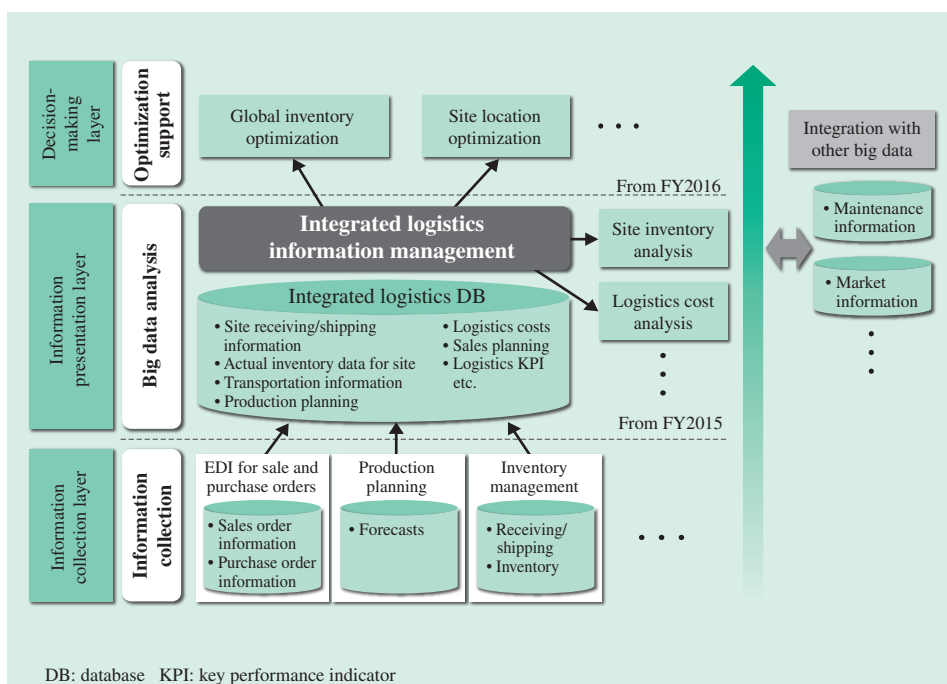 Decision-
making
layer
Optimization
support
Global inventory
optimization
Site location
optimization
• • •
From FY2016
Information
presentation layer
Big data analysis
Integrated logistics
information management
Site inventory
analysis
Logistics cost
analysis
Integrated logistics DB
• Site receiving/shipping
information
• Actual inventory data for site
• Transportation information
• Production planning
• Logistics costs
• Sales planning
• Logistics KPI
etc.
From FY2015
Information
collection layer
Information
collection
EDI for sale and
purchase orders
• Sales order
information
• Purchase order
information
Production
planning
• Forecasts
Inventory
management
• Receiving/
shipping
• Inventory
• • •
Integration with
other big data
• Maintenance
information
• Market
information
DB: database   KPI: key performance indicator